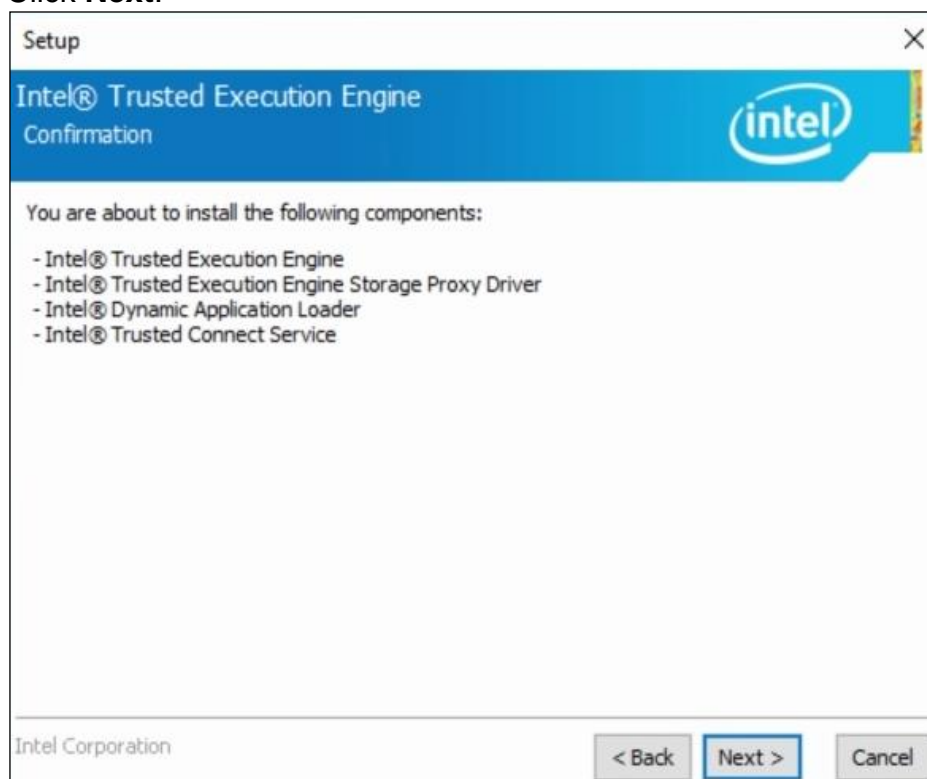 Click Next.
Setup
Intel® Trusted Execution Engine
Confirmation
intel
You are about to install the following components:
- Intel® Trusted Execution Engine
- Intel® Trusted Execution Engine Storage Proxy Driver
- Intel® Dynamic Application Loader
- Intel® Trusted Connect Service
Intel Corporation
< Back Next > Cancel